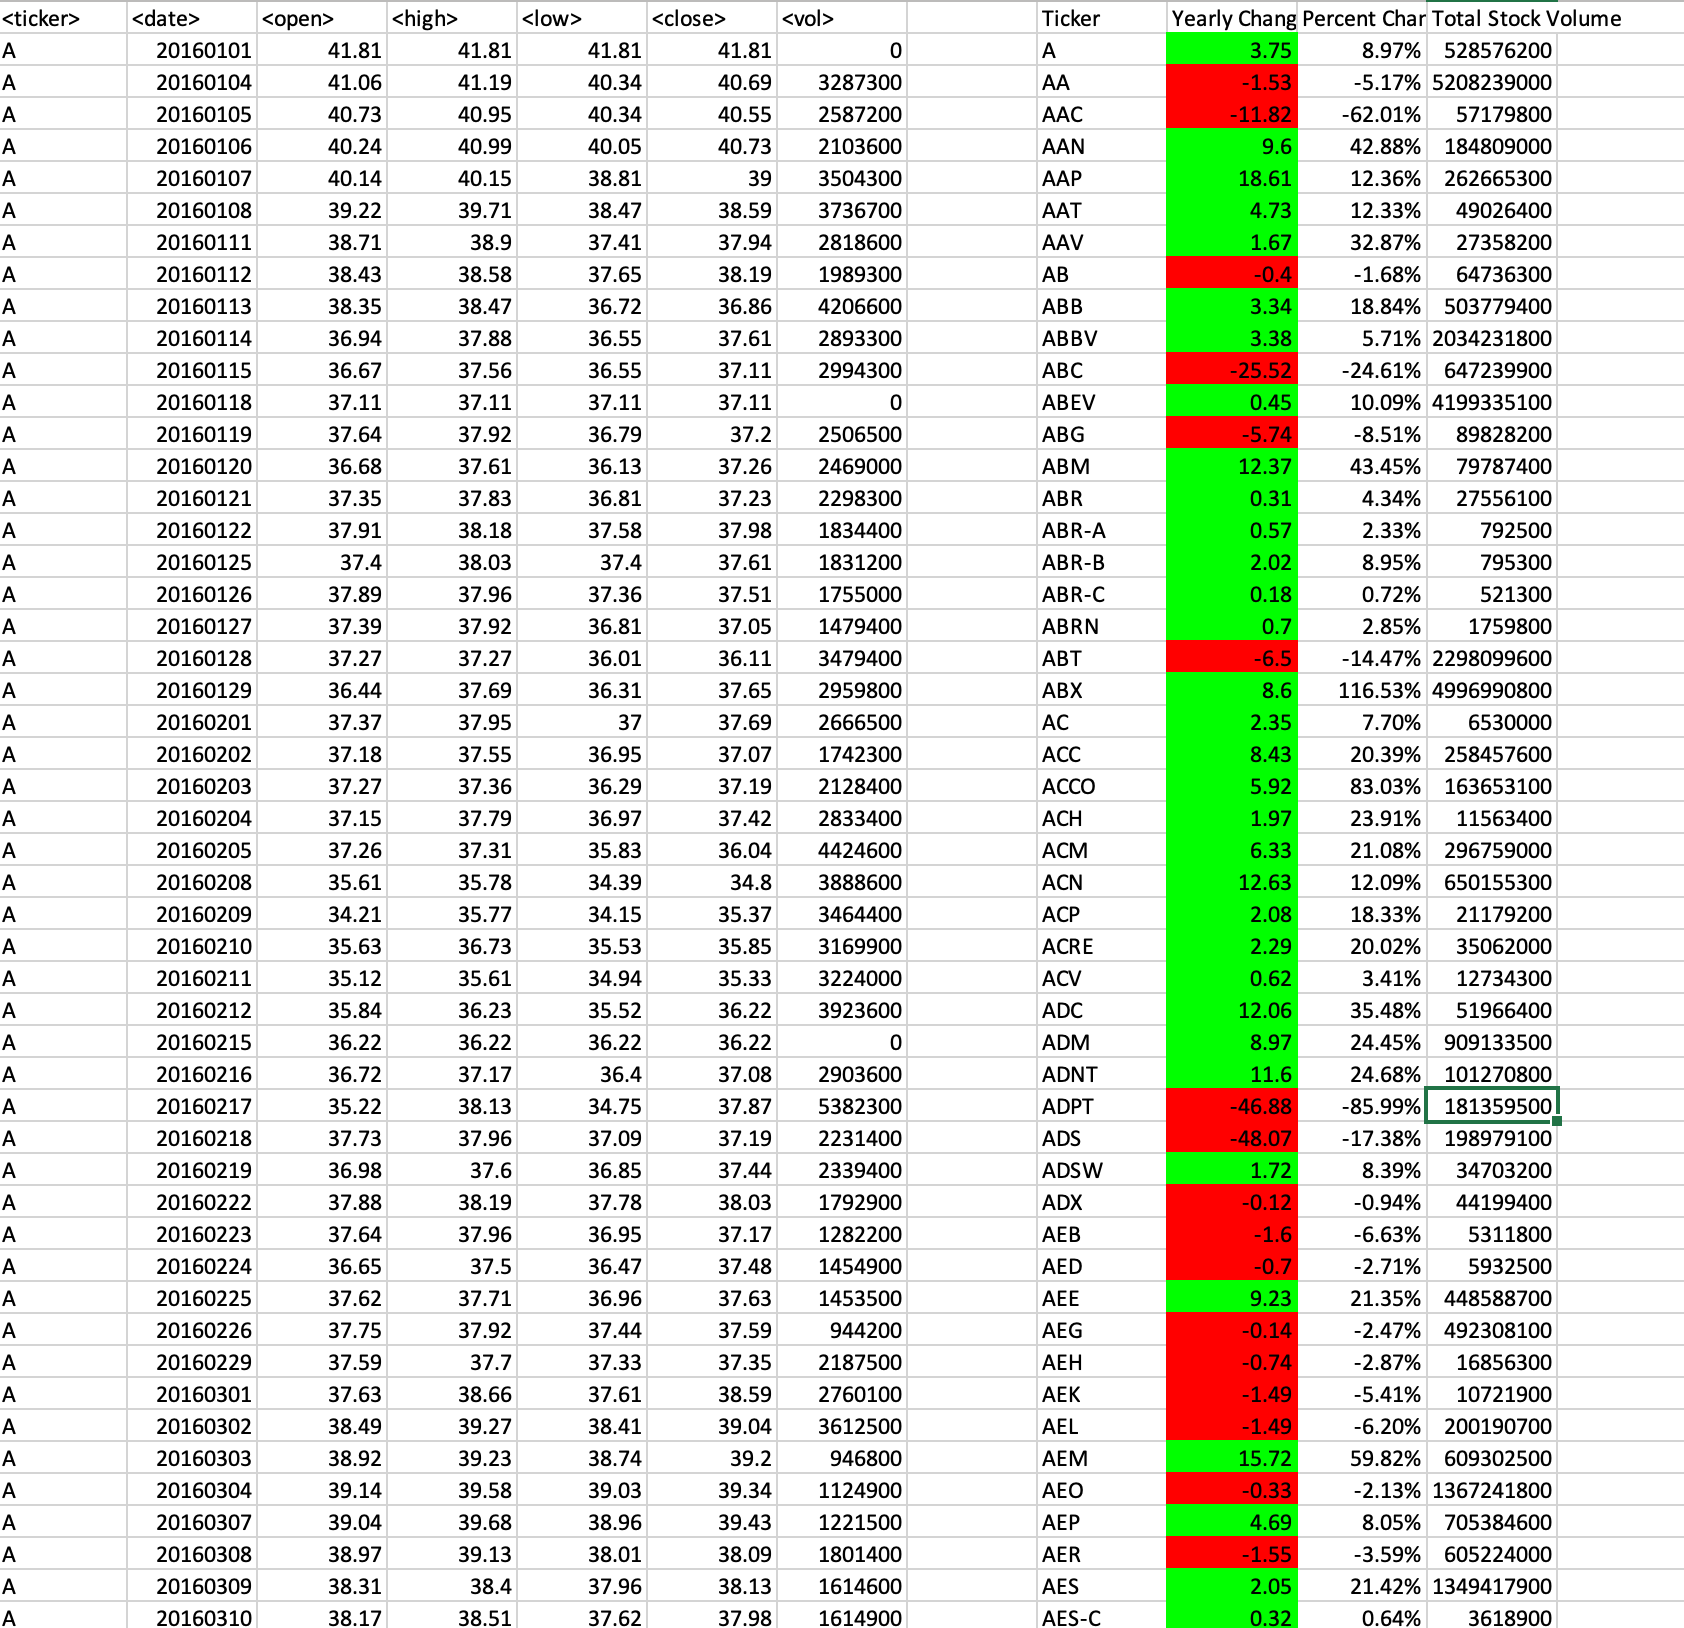 <ticker> <date> <open> <high> <low> <close> <vol> Ticker Yearly Chang Percent Char Total Stock Volume
A 20160101 41.81 41.81 41.81 41.81 0 A 3.75 8.97% 528576200
A 20160104 41.06 41.19 40.34 40.69 3287300 AA -1.53 -5.17% 5208239000
A 20160105 40.73 40.95 40.34 40.55 2587200 AAC -11.82 -62.01% 57179800
A 20160106 40.24 40.99 40.05 40.73 2103600 AAN 9.6 42.88% 184809000
A 20160107 40.14 40.15 38.81 39 3504300 AAP 18.61 12.36% 262665300
A 20160108 39.22 39.71 38.47 38.59 3736700 AAT 4.73 12.33% 49026400
A 20160111 38.71 38.9 37.41 37.94 2818600 AAV 1.67 32.87% 27358200
A 20160112 38.43 38.58 37.65 38.19 1989300 AB -0.4 -1.68% 64736300
A 20160113 38.35 38.47 36.72 36.86 4206600 ABB 3.34 18.84% 503779400
A 20160114 36.94 37.88 36.55 37.61 2893300 ABBV 3.38 5.71% 2034231800
A 20160115 36.67 37.56 36.55 37.11 2994300 ABC -25.52 -24.61% 647239900
A 20160118 37.11 37.11 37.11 37.11 0 ABEV 0.45 10.09% 4199335100
A 20160119 37.64 37.92 36.79 37.2 2506500 ABG -5.74 -8.51% 89828200
A 20160120 36.68 37.61 36.13 37.26 2469000 ABM 12.37 43.45% 79787400
A 20160121 37.35 37.83 36.81 37.23 2298300 ABR 0.31 4.34% 27556100
A 20160122 37.91 38.18 37.58 37.98 1834400 ABR-A 0.57 2.33% 792500
A 20160125 37.4 38.03 37.4 37.61 1831200 ABR-B 2.02 8.95% 795300
A 20160126 37.89 37.96 37.36 37.51 1755000 ABR-C 0.18 0.72% 521300
A 20160127 37.39 37.92 36.81 37.05 1479400 ABRN 0.7 2.85% 1759800
A 20160128 37.27 37.27 36.01 36.11 3479400 ABT -6.5 -14.47% 2298099600
A 20160129 36.44 37.69 36.31 37.65 2959800 ABX 8.6 116.53% 4996990800
A 20160201 37.37 37.95 37 37.69 2666500 AC 2.35 7.70% 6530000
A 20160202 37.18 37.55 36.95 37.07 1742300 ACC 8.43 20.39% 258457600
A 20160203 37.27 37.36 36.29 37.19 2128400 ACCO 5.92 83.03% 163653100
A 20160204 37.15 37.79 36.97 37.42 2833400 ACH 1.97 23.91% 11563400
A 20160205 37.26 37.31 35.83 36.04 4424600 ACM 6.33 21.08% 296759000
A 20160208 35.61 35.78 34.39 34.8 3888600 ACN 12.63 12.09% 650155300
A 20160209 34.21 35.77 34.15 35.37 3464400 ACP 2.08 18.33% 21179200
A 20160210 35.63 36.73 35.53 35.85 3169900 ACRE 2.29 20.02% 35062000
A 20160211 35.12 35.61 34.94 35.33 3224000 ACV 0.62 3.41% 12734300
A 20160212 35.84 36.23 35.52 36.22 3923600 ADC 12.06 35.48% 51966400
A 20160215 36.22 36.22 36.22 36.22 0 ADM 8.97 24.45% 909133500
A 20160216 36.72 37.17 36.4 37.08 2903600 ADNT 11.6 24.68% 101270800
A 20160217 35.22 38.13 34.75 37.87 5382300 ADPT -46.88 -85.99% 181359500
A 20160218 37.73 37.96 37.09 37.19 2231400 ADS -48.07 -17.38% 198979100
A 20160219 36.98 37.6 36.85 37.44 2339400 ADSW 1.72 8.39% 34703200
A 20160222 37.88 38.19 37.78 38.03 1792900 ADX -0.12 -0.94% 44199400
A 20160223 37.64 37.96 36.95 37.17 1282200 AEB -1.6 -6.63% 5311800
A 20160224 36.65 37.5 36.47 37.48 1454900 AED -0.7 -2.71% 5932500
A 20160225 37.62 37.71 36.96 37.63 1453500 AEE 9.23 21.35% 448588700
A 20160226 37.75 37.92 37.44 37.59 944200 AEG -0.14 -2.47% 492308100
A 20160229 37.59 37.7 37.33 37.35 2187500 AEH -0.74 -2.87% 16856300
A 20160301 37.63 38.66 37.61 38.59 2760100 AEK -1.49 -5.41% 10721900
A 20160302 38.49 39.27 38.41 39.04 3612500 AEL -1.49 -6.20% 200190700
A 20160303 38.92 39.23 38.74 39.2 946800 AEM 15.72 59.82% 609302500
A 20160304 39.14 39.58 39.03 39.34 1124900 AEO -0.33 -2.13% 1367241800
A 20160307 39.04 39.68 38.96 39.43 1221500 AEP 4.69 8.05% 705384600
A 20160308 38.97 39.13 38.01 38.09 1801400 AER -1.55 -3.59% 605224000
A 20160309 38.31 38.4 37.96 38.13 1614600 AES 2.05 21.42% 1349417900
A 20160310 38.17 38.51 37.62 37.98 1614900 AES-C 0.32 0.64% 3618900